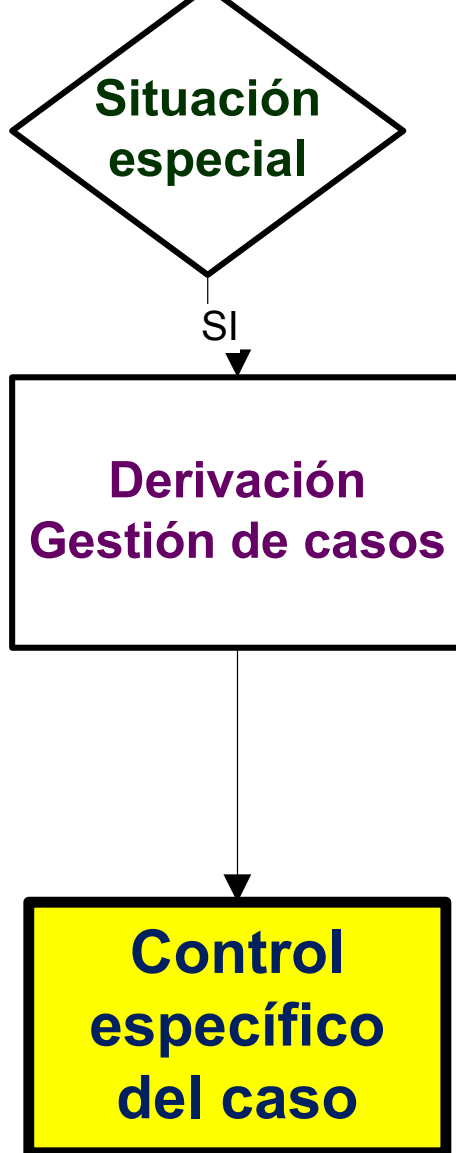 Situación
especial
SI
Derivación
Gestión de casos
Control
específico
del caso